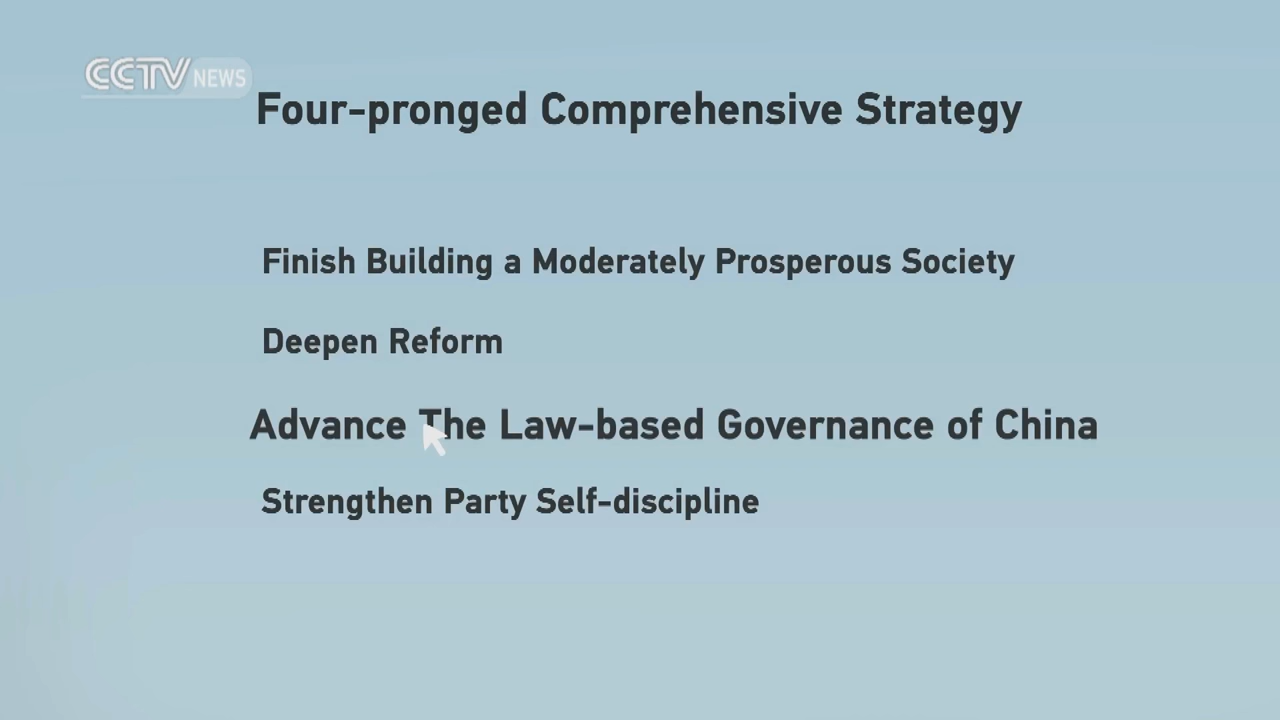 CCTV NEWS
Four-pronged Comprehensive Strategy
Finish Building a Moderately Prosperous Society
Deepen Reform
Advance The Law-based Governance of China
Strengthen Party Self-discipline